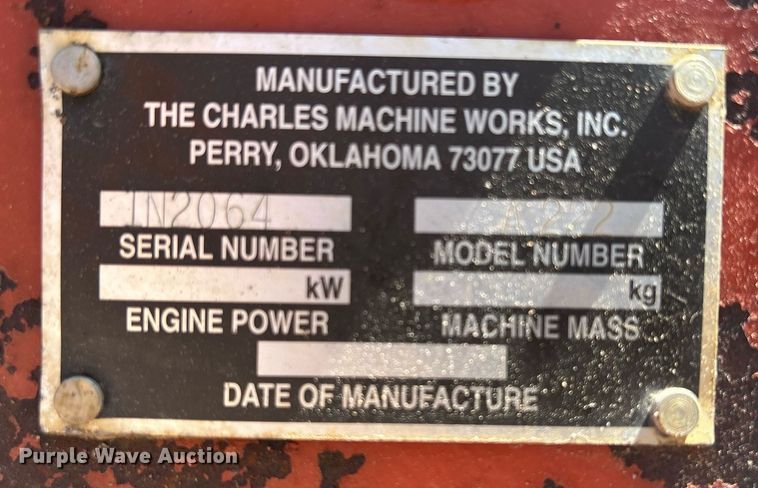 MANUFACTURED BY
THE CHARLES MACHINE WORKS, INC.
PERRY, OKLAHOMA 73077 USA
1N2064
SERIAL NUMBER
MODEL NUMBER
kW
kg
ENGINE POWER
MACHINE MASS
DATE OF MANUFACTURE
Purple Wave Auction